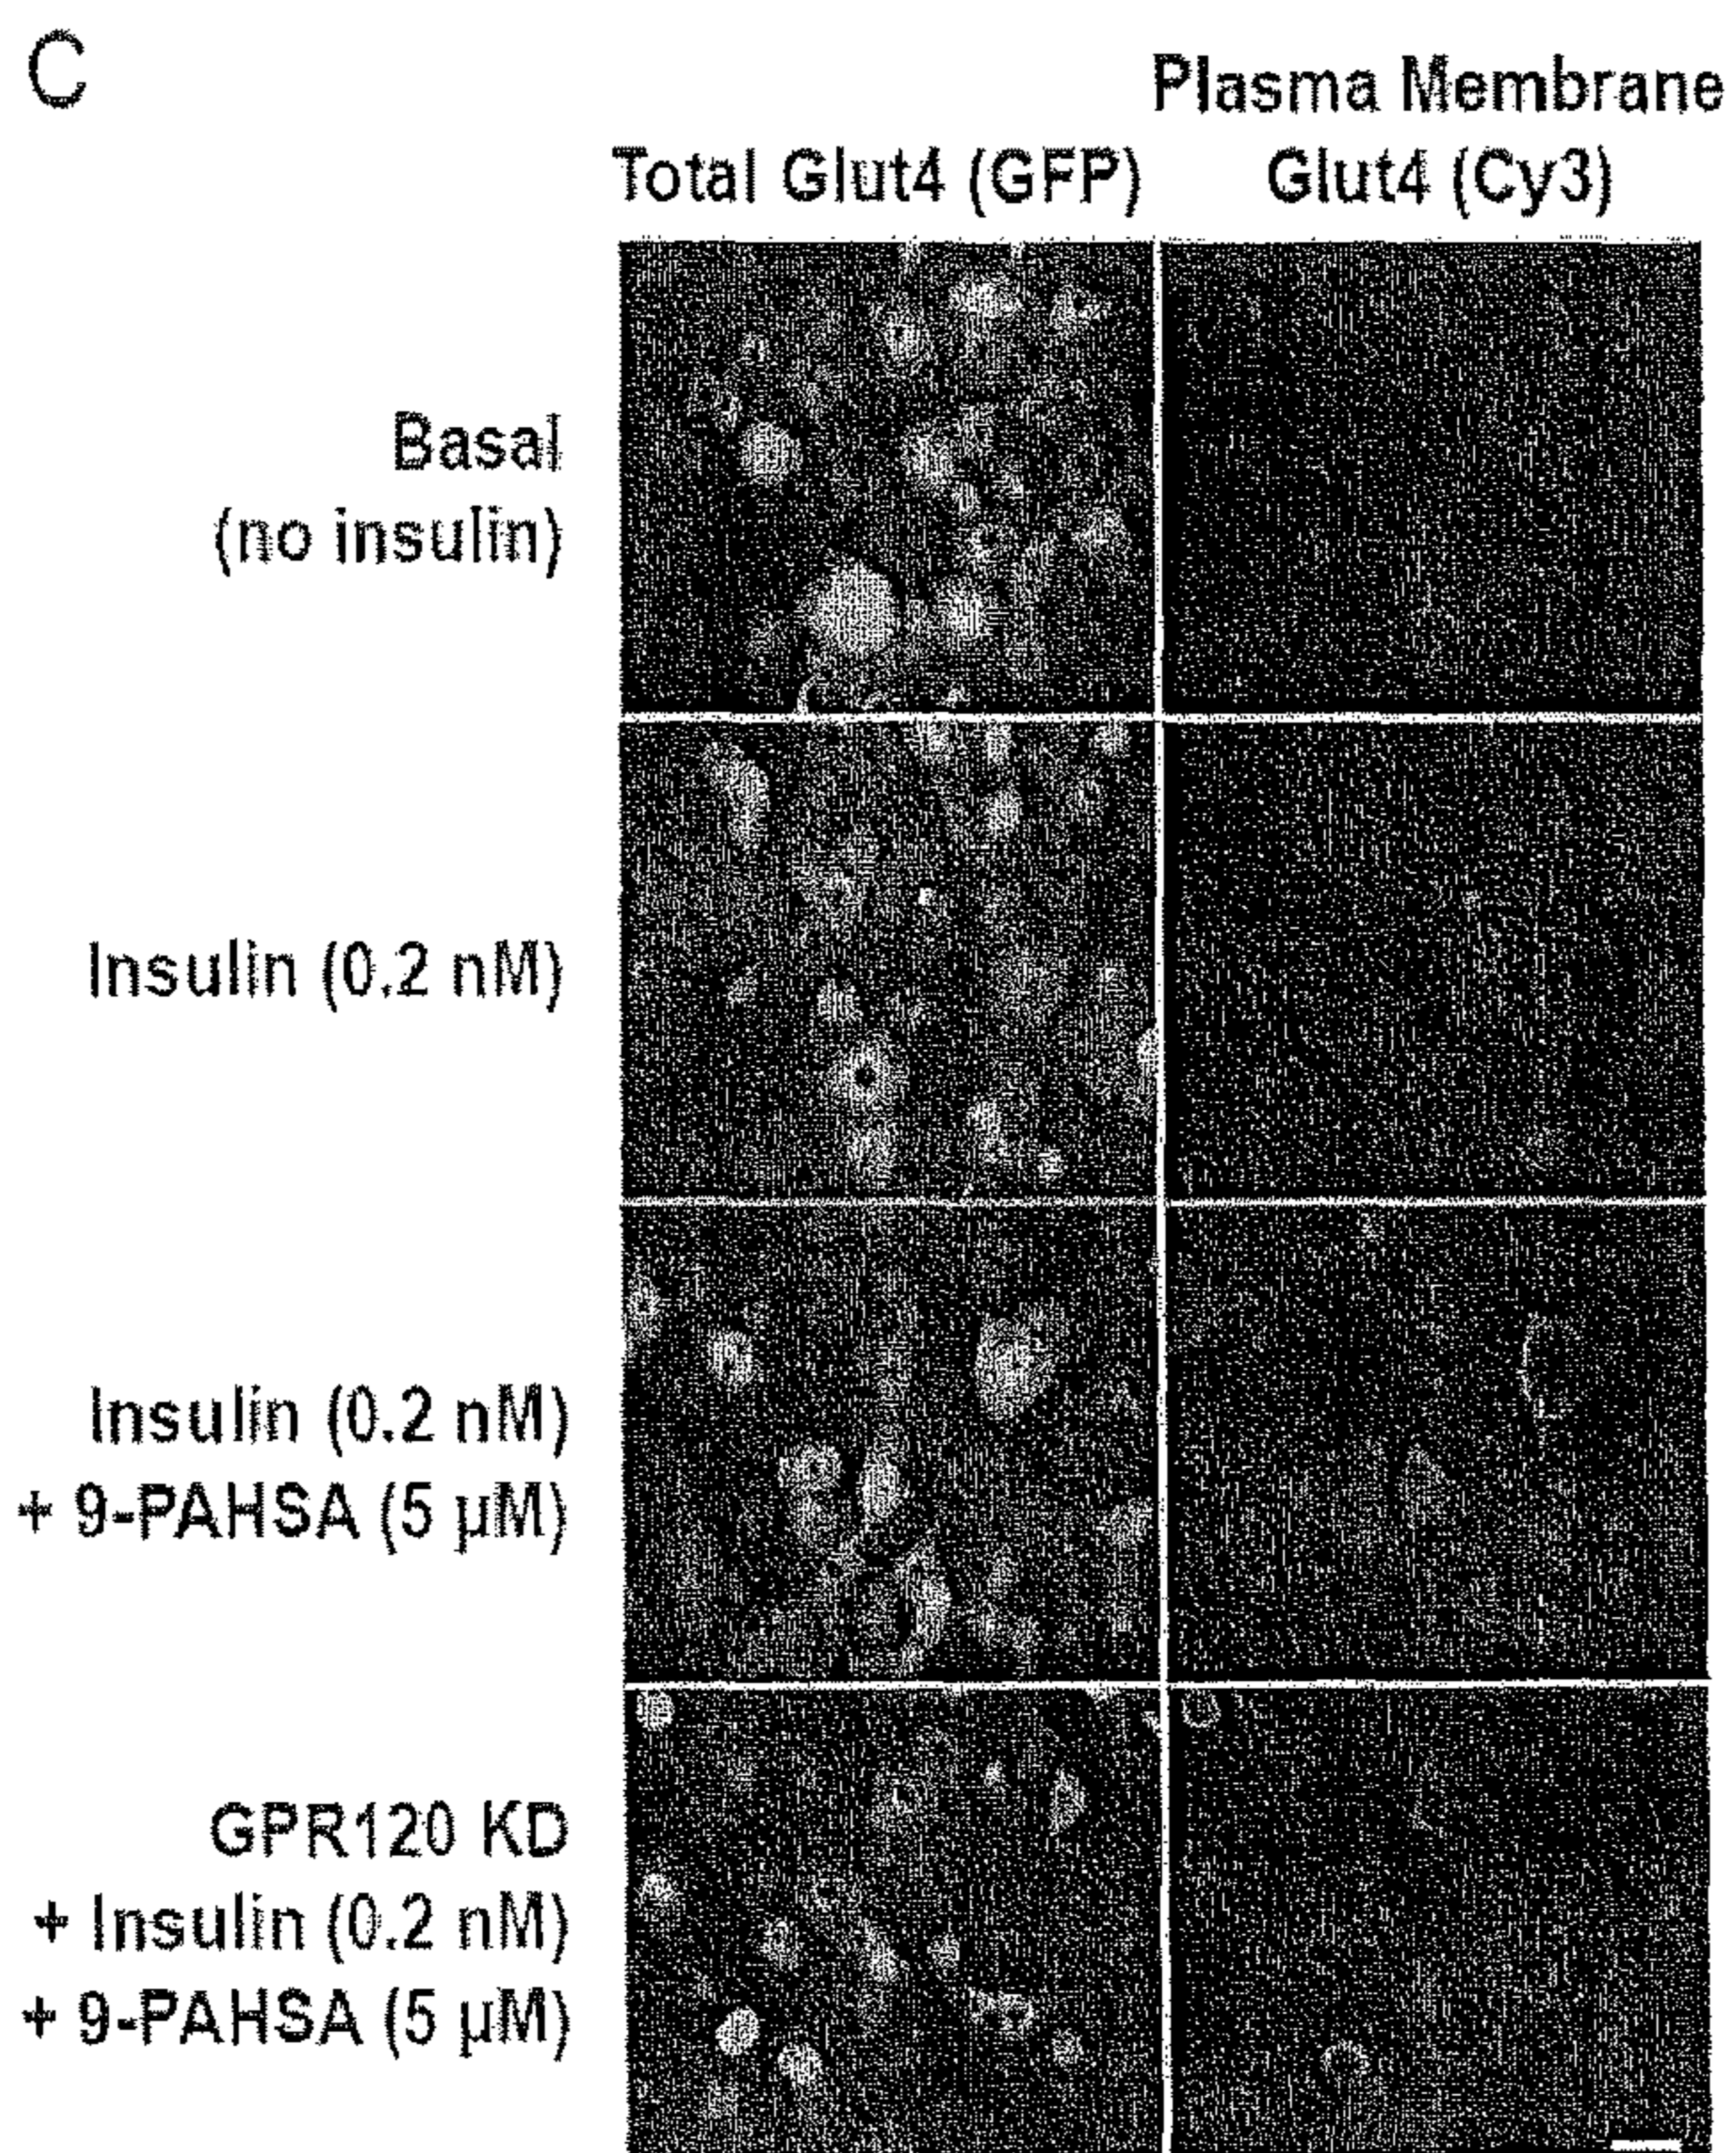 C
Plasma Membrane
Total Glut4 (GFP) Glut4 (Cy3)
Basal
(no insulin)
Insulin (0.2 nM)
Insulin (0.2 nM)
+ 9-PAHSA (5 µM)
GPR120 KD
+ Insulin (0.2 nM)
+ 9-PAHSA (5 µM)